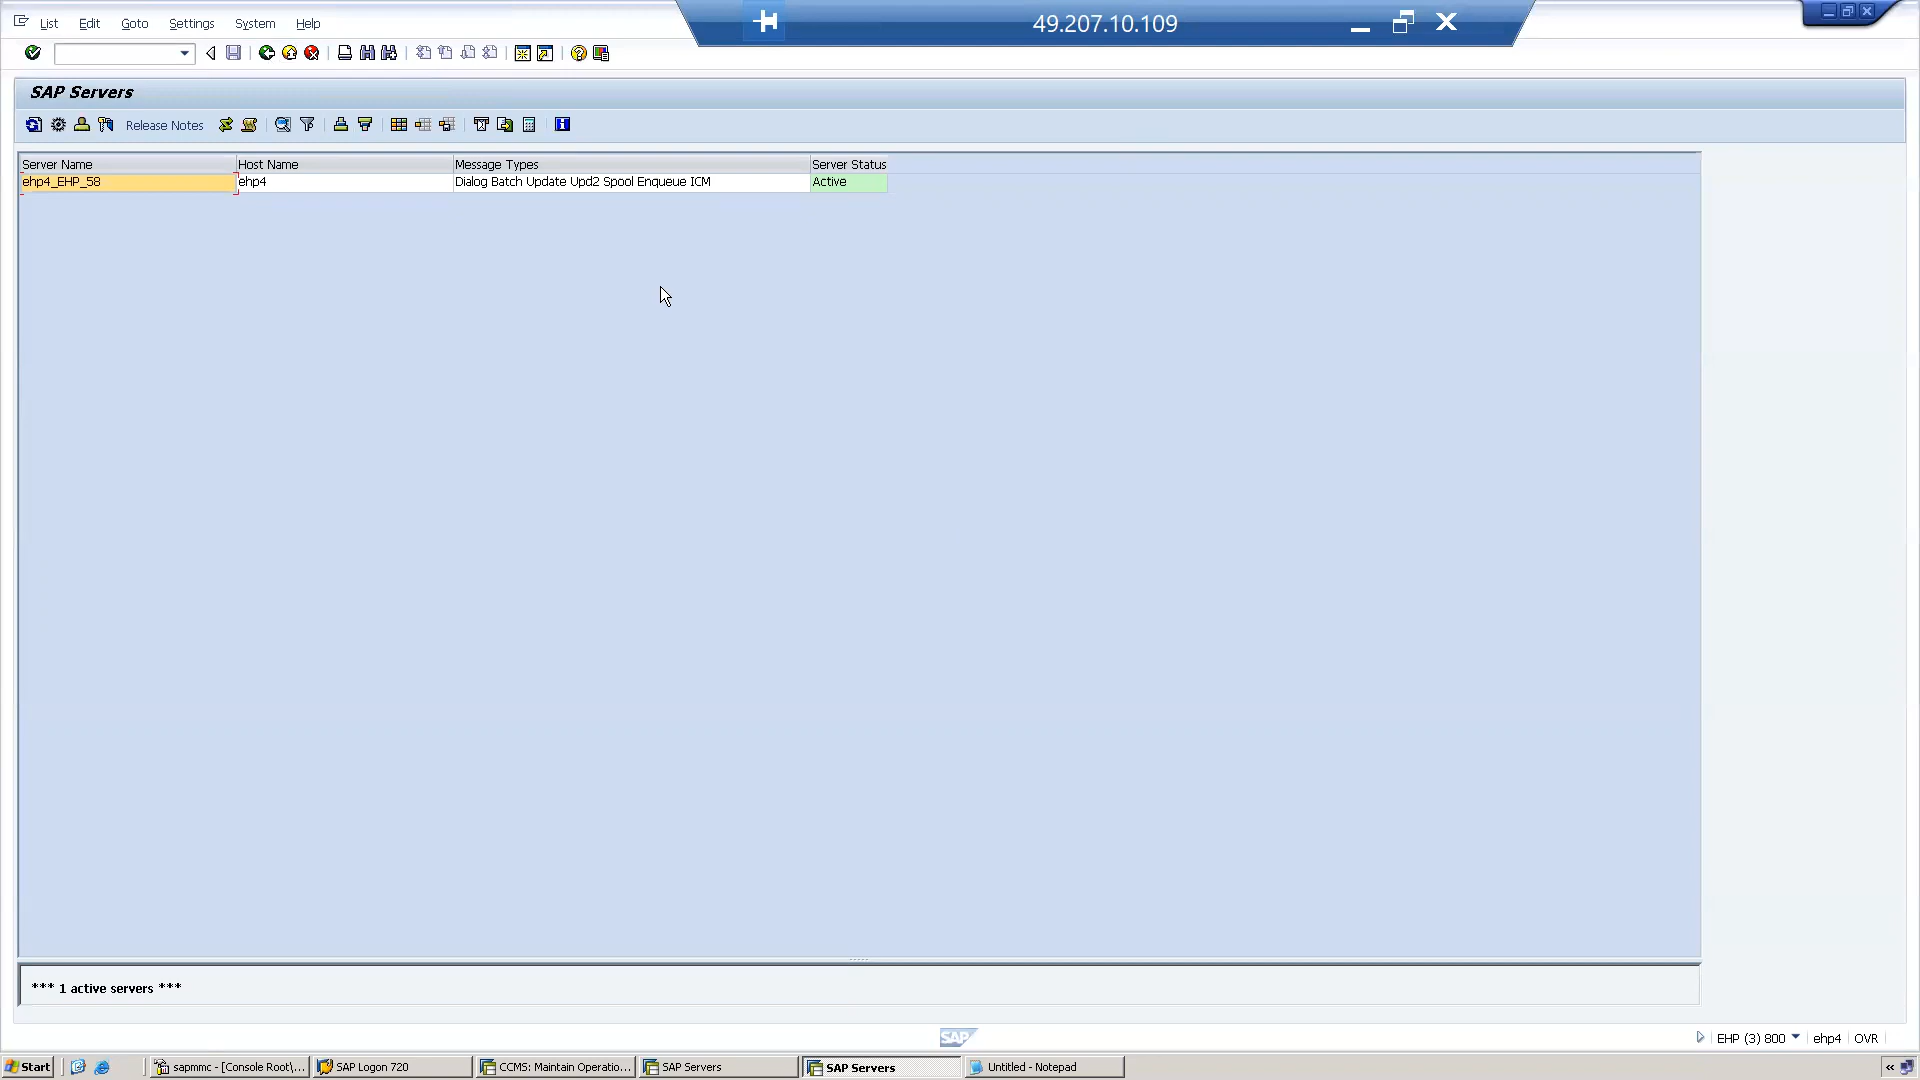 List Edit Goto Settings System Help
49.207.10.109
SAP Servers
Release Notes
Server Name Host Name Message Types Server Status
ehp4_EHP_58 ehp4 Dialog Batch Update Upd2 Spool Enqueue ICM Active
*** 1 active servers ***
SAP
EHP (3) 800 ehp4 OVR
Start sapmmc - [Console Root\... SAP Logon 720 CCMS: Maintain Operatio... SAP Servers SAP Servers Untitled - Notepad «